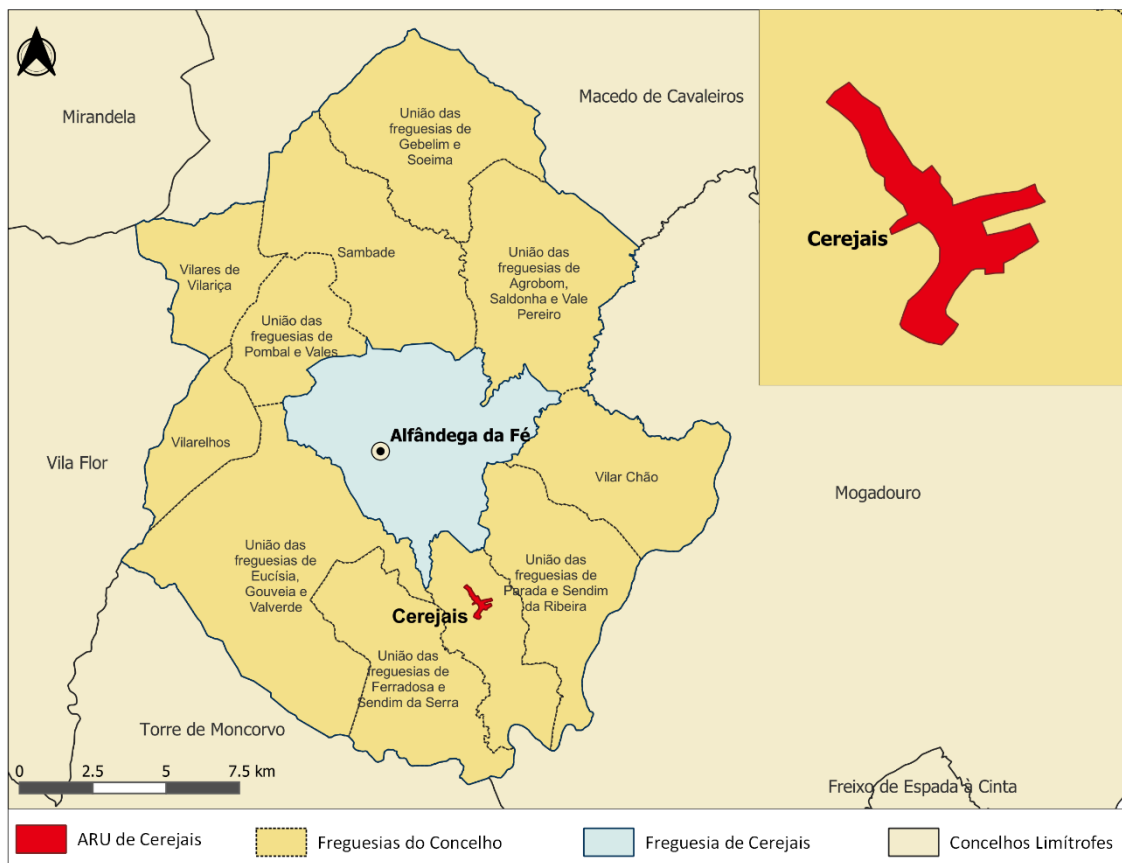 Mirandela
Macedo de Cavaleiros
União das
freguesias de
Gebelim e
Soeima
Cerejais
Vilares de
Vilariça
Sambade
União das
freguesias de
Agrobom,
Saldonha e Vale
Pereiro
União das
freguesias de
Pombal e Vales
Alfândega da Fé
Vilarelhos
Vila Flor
Vilar Chão
Mogadouro
União das
freguesias de
Eucísia,
Gouveia e
Valverde
União das
freguesias de
Parada e Sendim
da Ribeira
Cerejais
União das
freguesias de
Ferradosa e
Sendim da Serra
Torre de Moncorvo
0 2.5 5 7.5 km
Freixo de Espada à Cinta
ARU de Cerejais
Freguesias do Concelho
Freguesia de Cerejais
Concelhos Limítrofes